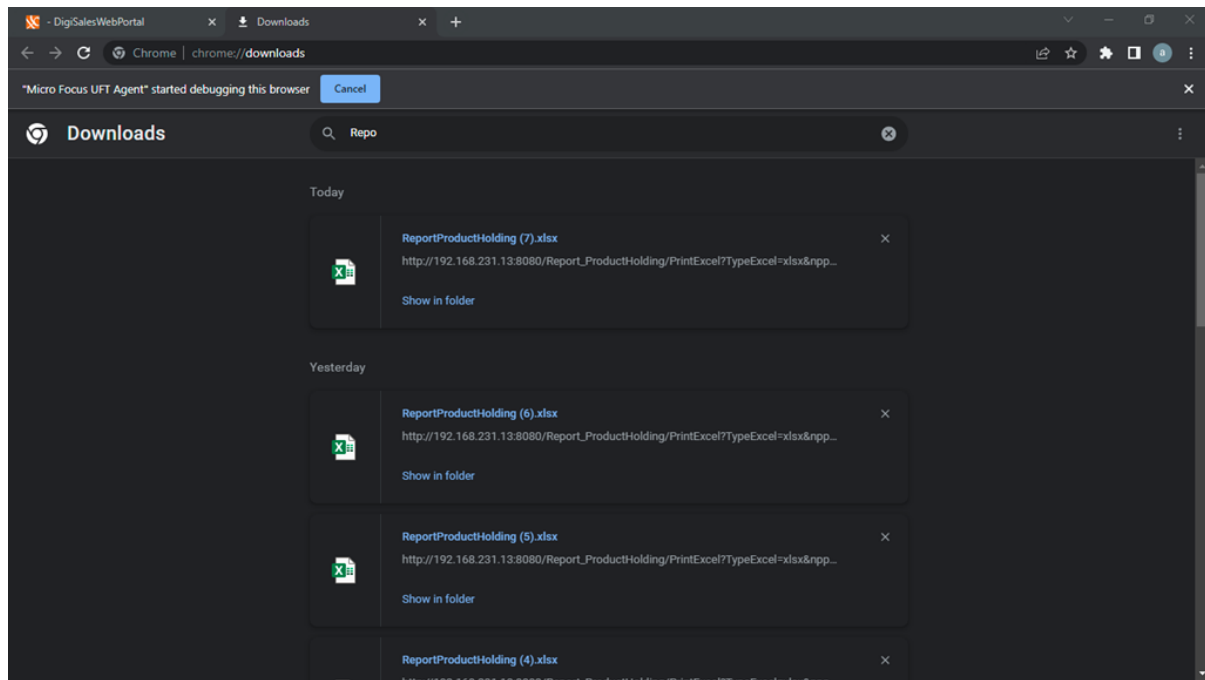 - DigiSalesWebPortal
Downloads
Chrome | chrome://downloads
a
"Micro Focus UFT Agent" started debugging this browser
Cancel
Downloads
Repo
Today
ReportProductHolding (7).xlsx
http://192.168.231.13:8080/Report_ProductHolding/PrintExcel?TypeExcel=xlsx&npp...
Show in folder
Yesterday
ReportProductHolding (6).xlsx
http://192.168.231.13:8080/Report_ProductHolding/PrintExcel?TypeExcel=xlsx&npp...
Show in folder
ReportProductHolding (5).xlsx
http://192.168.231.13:8080/Report_ProductHolding/PrintExcel?TypeExcel=xlsx&npp...
Show in folder
ReportProductHolding (4).xlsx